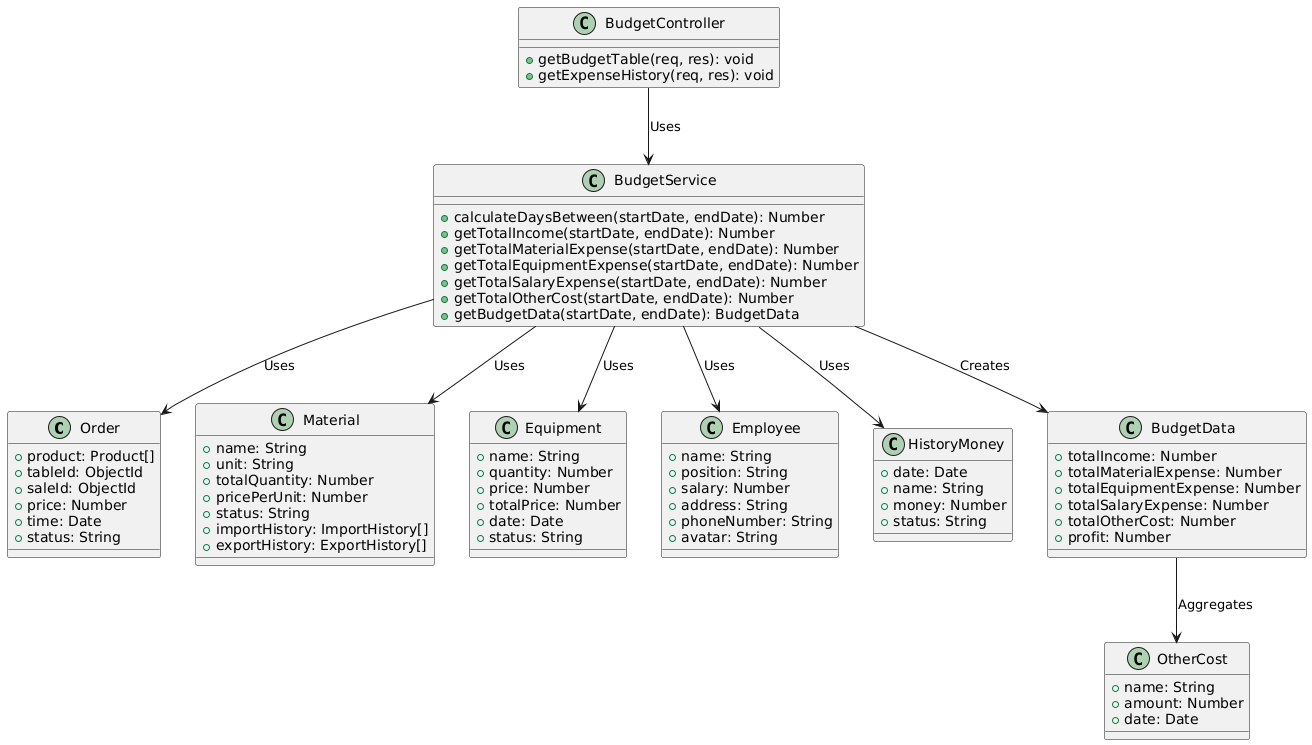 C BudgetController
getBudgetTable(req, res): void
getExpenseHistory(req, res): void
Uses
C BudgetService
calculateDaysBetween(startDate, endDate): Number
getTotalIncome(startDate, endDate): Number
getTotalMaterialExpense(startDate, endDate): Number
getTotalEquipmentExpense(startDate, endDate): Number
getTotalSalaryExpense(startDate, endDate): Number
getTotalOtherCost(startDate, endDate): Number
getBudgetData(startDate, endDate): BudgetData
Uses
Uses
Uses
Uses
Uses
Creates
C Order
product: Product[]
tableId: ObjectId
saleId: ObjectId
price: Number
time: Date
status: String
C Material
name: String
unit: String
totalQuantity: Number
pricePerUnit: Number
status: String
importHistory: ImportHistory[]
exportHistory: ExportHistory[]
C Equipment
name: String
quantity: Number
price: Number
totalPrice: Number
date: Date
status: String
C Employee
name: String
position: String
salary: Number
address: String
phoneNumber: String
avatar: String
C HistoryMoney
date: Date
name: String
money: Number
status: String
C BudgetData
totalIncome: Number
totalMaterialExpense: Number
totalEquipmentExpense: Number
totalSalaryExpense: Number
totalOtherCost: Number
profit: Number
Aggregates
C OtherCost
name: String
amount: Number
date: Date